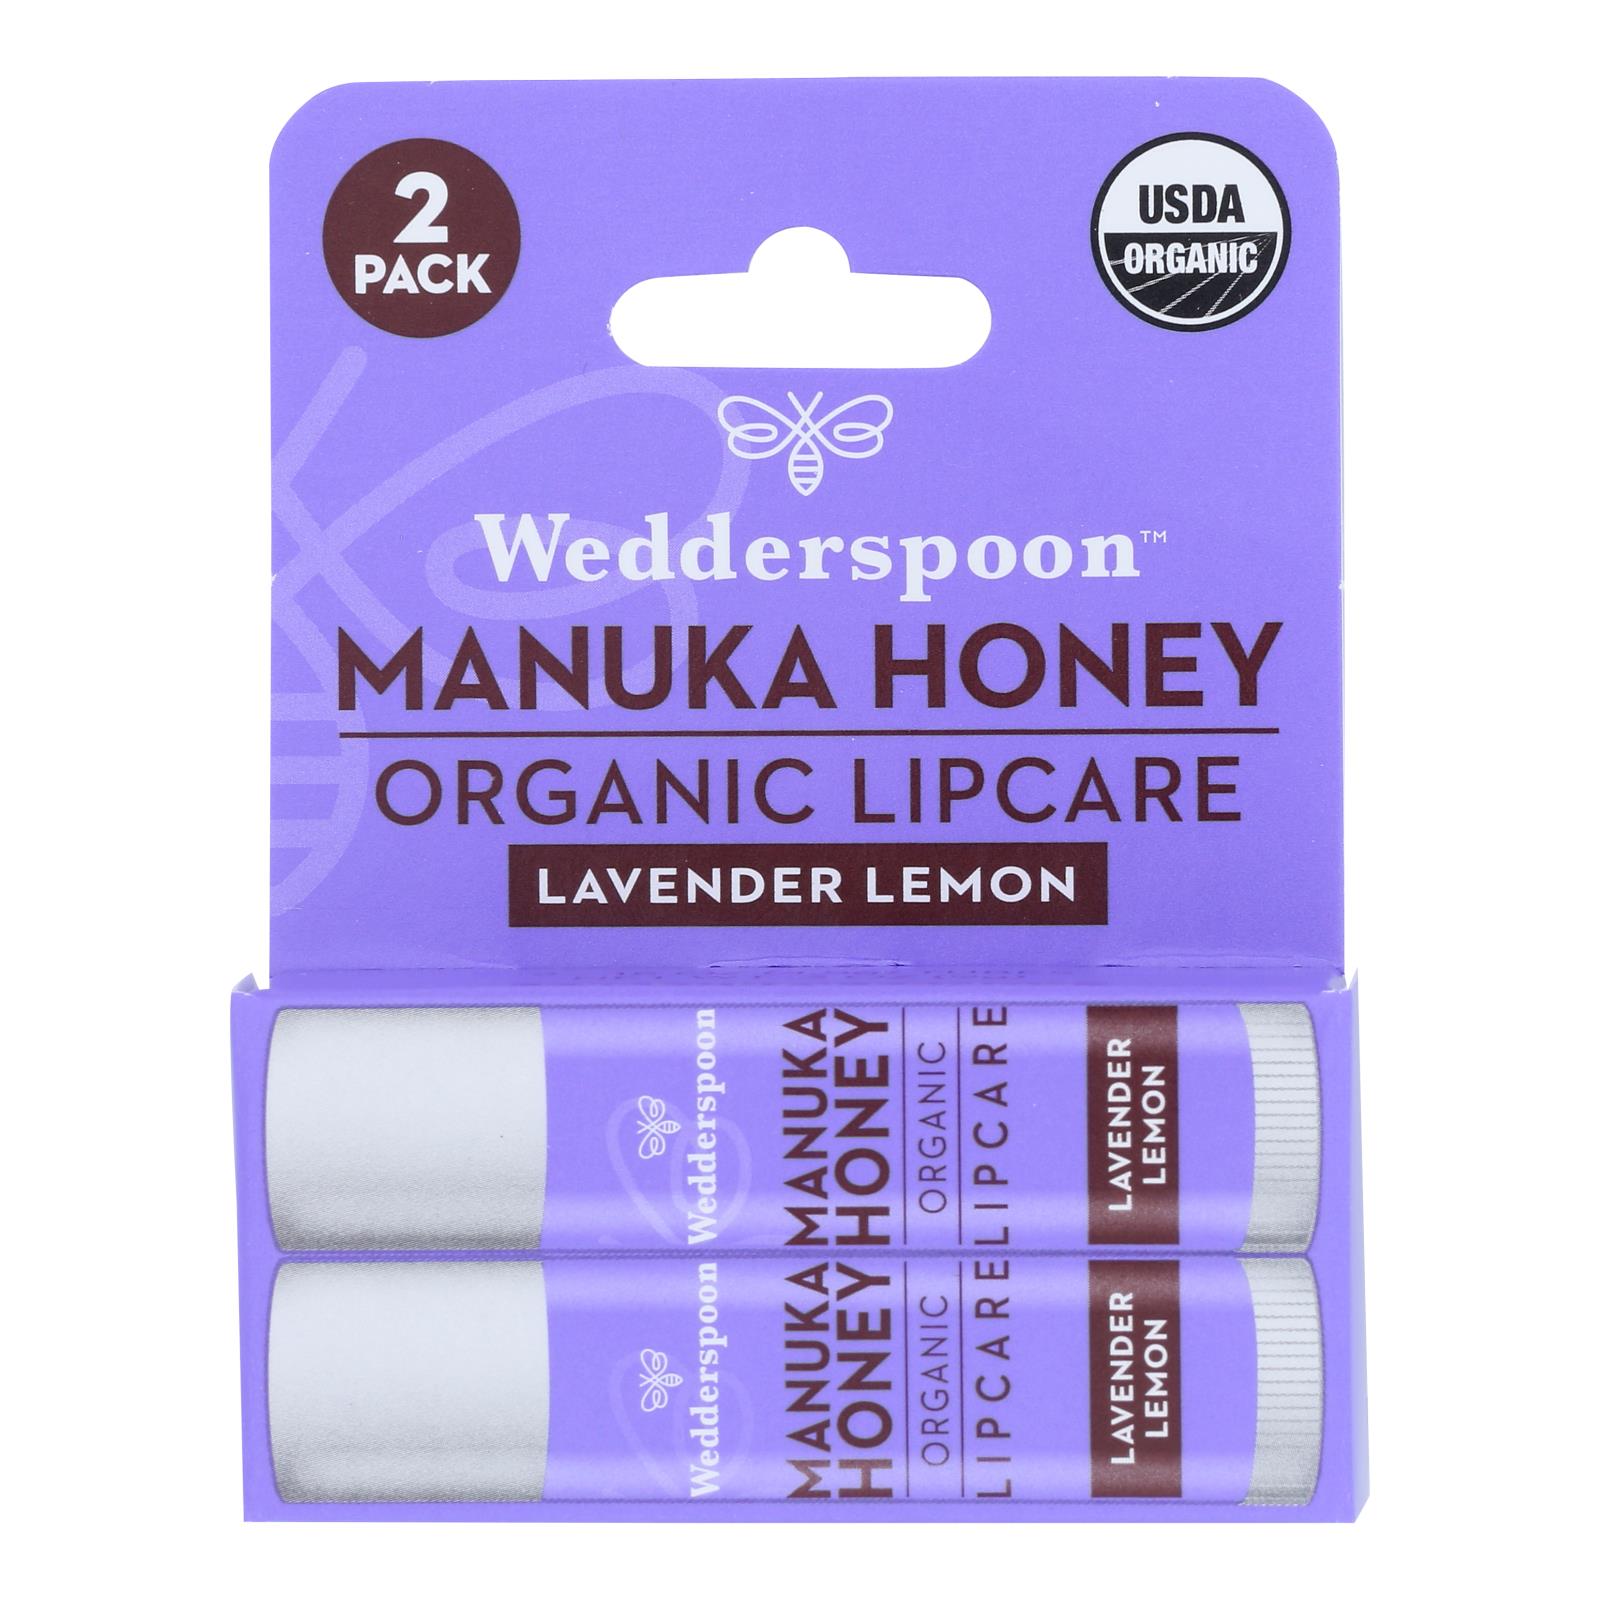 2
PACK
USDA
ORGANIC
Wedderspoon™
MANUKA HONEY
ORGANIC LIPCARE
LAVENDER LEMON
Wedderspoon
MANUKA
HONEY
ORGANIC
LIPCARE
LAVENDER
LEMON
Wedderspoon
MANUKA
HONEY
ORGANIC
LIPCARE
LAVENDER
LEMON